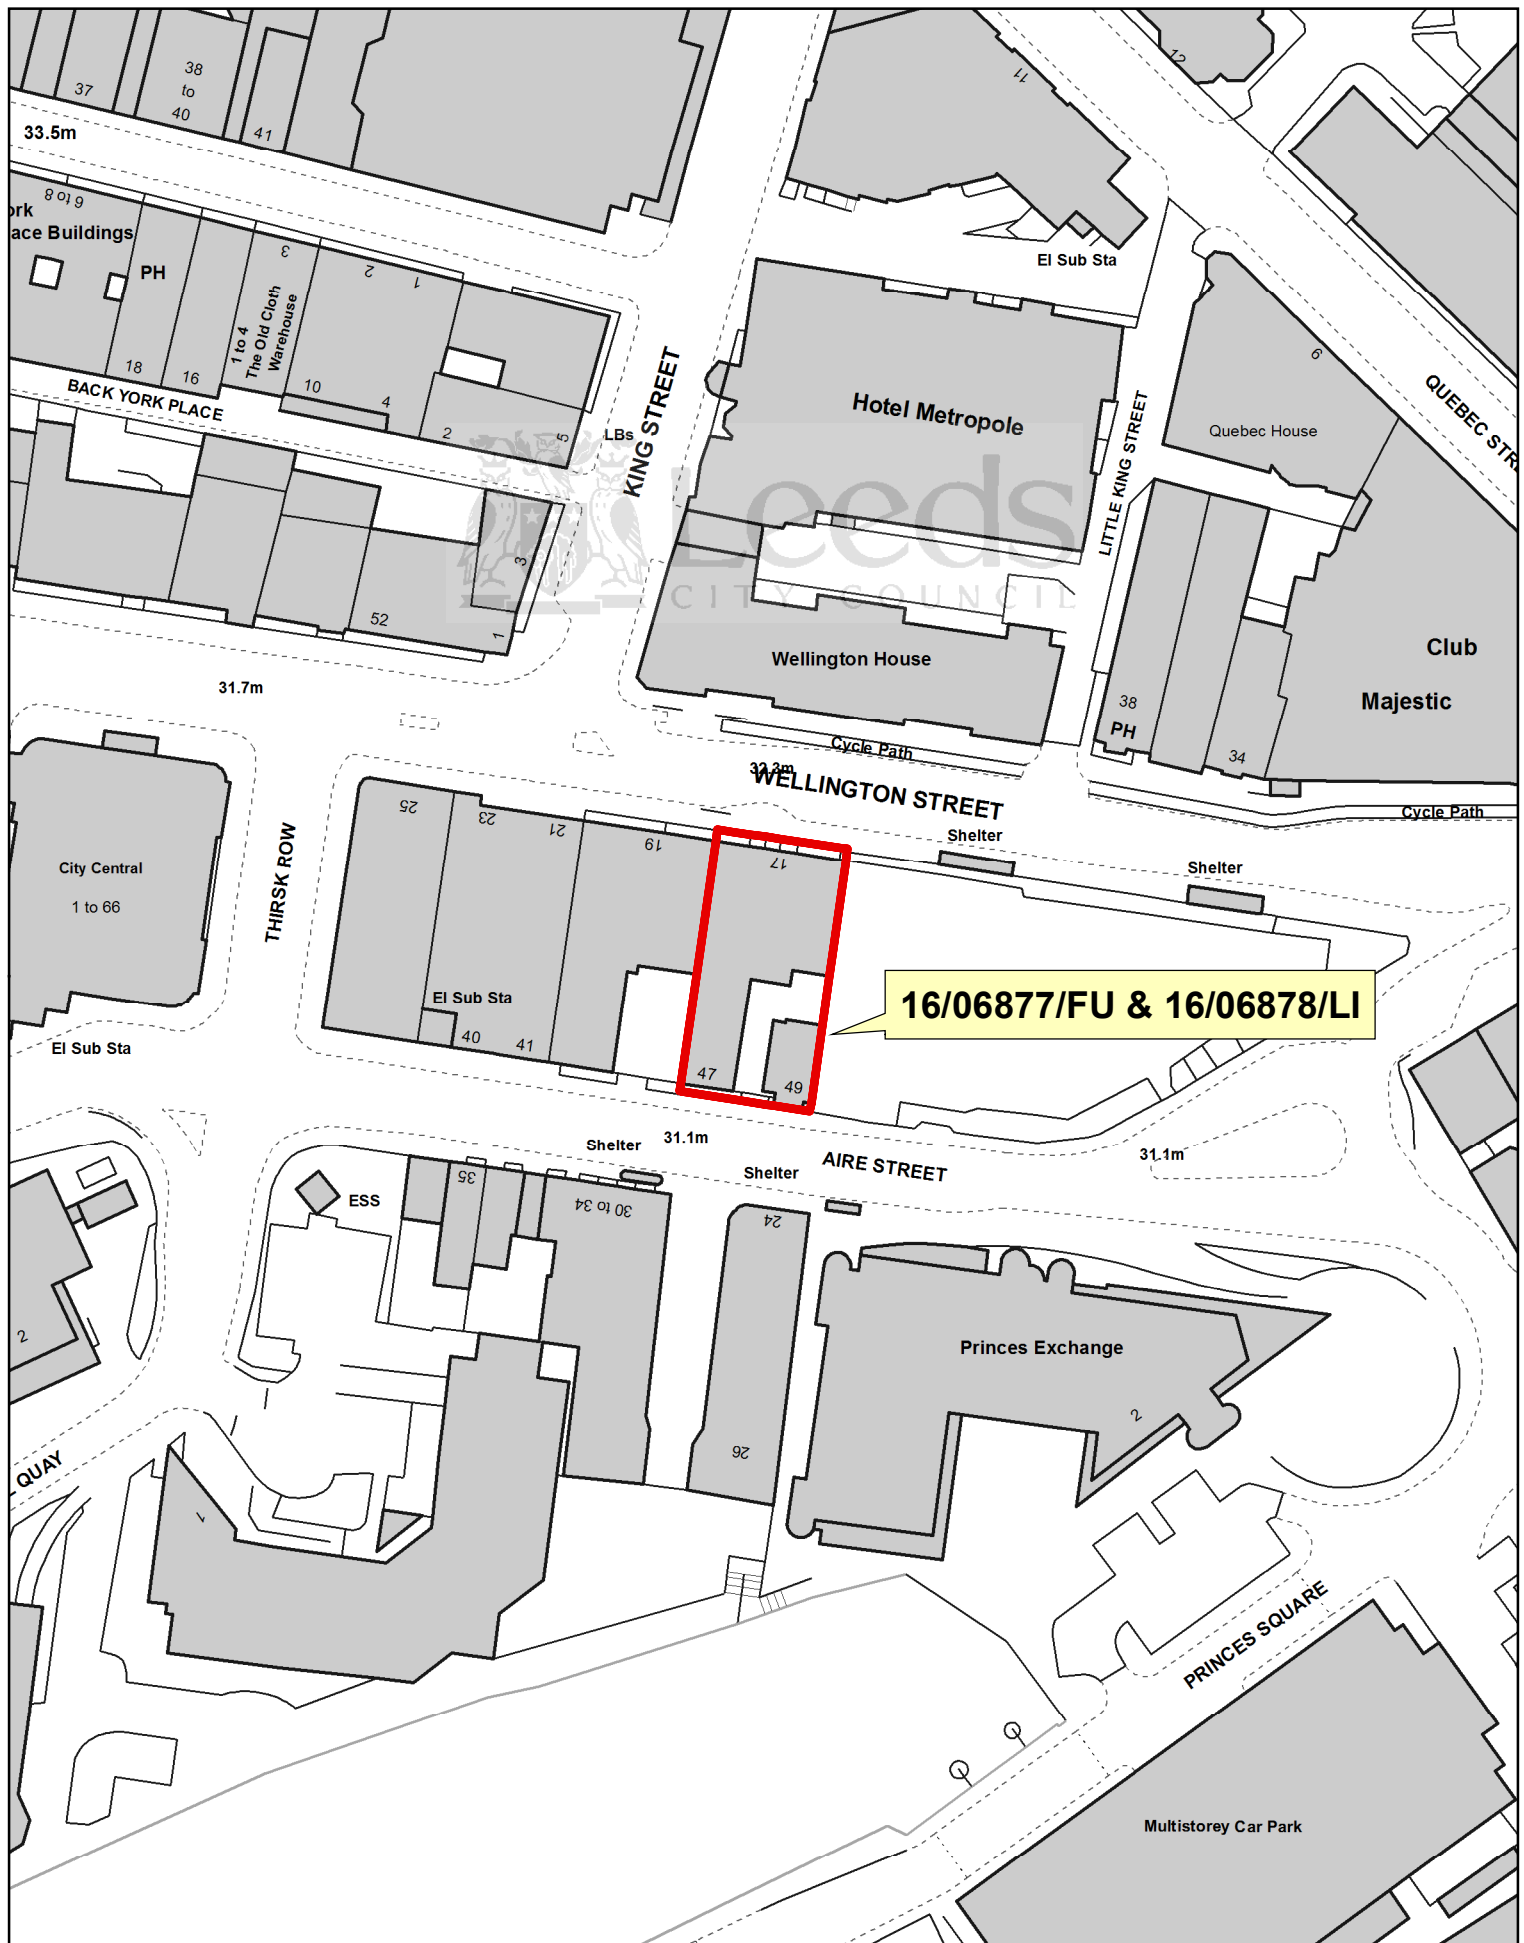 37
38
to
40
41
33.5m
11
12
6 to 8
ork
ace Buildings
PH
3
2
1
El Sub Sta
1 to 4
The Old Cloth
Warehouse
18
16
10
4
2
5
BACK YORK PLACE
LBs
KING STREET
Hotel Metropole
LITTLE KING STREET
9
Quebec House
QUEBEC STRE
Leeds
CITY COUNCIL
3
52
1
31.7m
Wellington House
Club
Majestic
38
PH
34
Cycle Path
32.3m
WELLINGTON STREET
Cycle Path
Shelter
Shelter
25
23
21
19
17
THIRSK ROW
City Central
1 to 66
El Sub Sta
40
41
16/06877/FU & 16/06878/LI
El Sub Sta
47
49
31.1m
Shelter
Shelter
AIRE STREET
31.1m
ESS
35
30 to 34
24
2
Princes Exchange
2
26
QUAY
1
PRINCES SQUARE
Multistorey Car Park